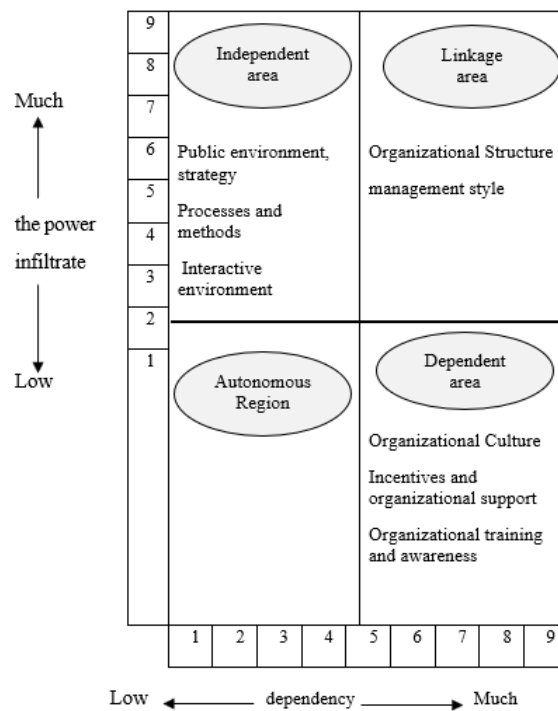 9
8
7
6
5
4
3
2
1
Much
the power
infiltrate
Low
Independent
area
Public environment,
strategy
Processes and
methods
Interactive
environment
Linkage
area
Organizational Structure
management style
Autonomous
Region
Dependent
area
Organizational Culture
Incentives and
organizational support
Organizational training
and awareness
1 2 3 4 5 6 7 8 9
Low dependency Much